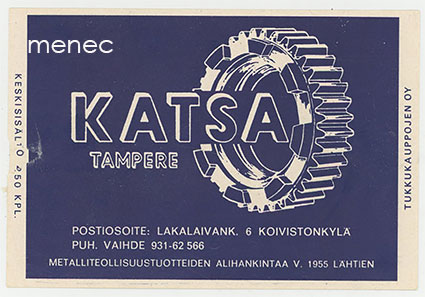 menec
KATSA
TAMPERE
POSTIOSOITE: LAKALAIVANK. 6 KOIVISTONKYLÄ
PUH. VAIHDE 931-62 566
METALLITEOLLISUUSTUOTTEIDEN ALIHANKINTAA V. 1955 LÄHTIEN
KESKISISÄLTÖ 450 KPL.
TUKKUKAUPPOJEN OY